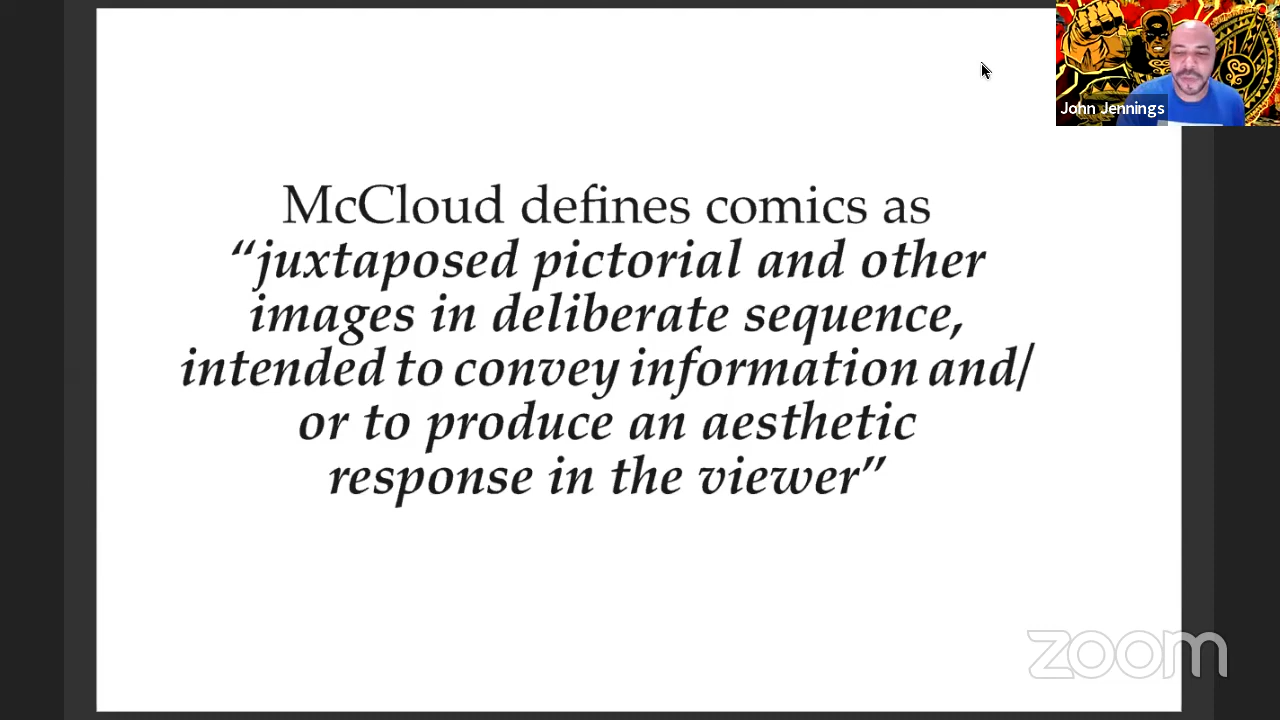 John Jennings
McCloud defines comics as
“juxtaposed pictorial and other
images in deliberate sequence,
intended to convey information and/
or to produce an aesthetic
response in the viewer”
zoom